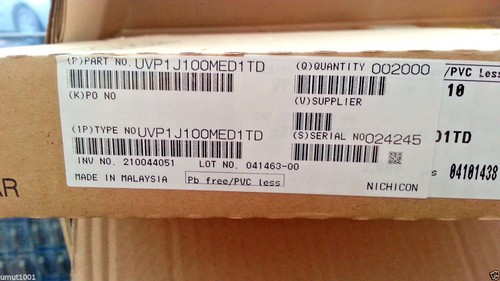 (P)PART NO. UVP1J100MED1TD
(Q)QUANTITY 002000
(K)PO NO
(V)SUPPLIER
(1P)TYPE NO UVP1J100MED1TD
(S)SERIAL NO 024245
INV NO. 210044051 LOT NO. 041463-00
MADE IN MALAYSIA Pb free/PVC less NICHICON
/PVC Less
10
D1TD
s 04101438
AR
umut1001